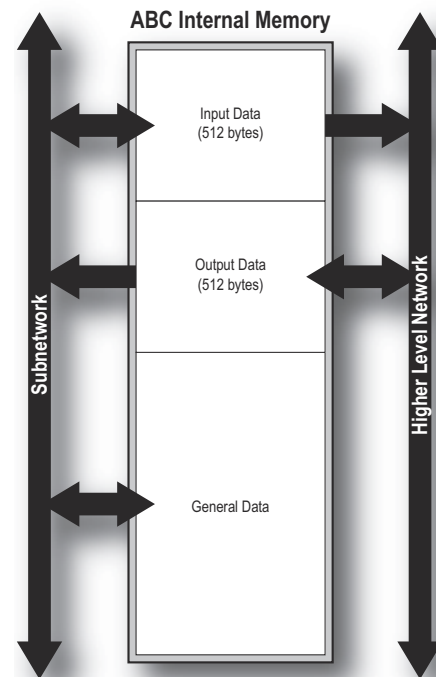 ABC Internal Memory
Input Data
(512 bytes)
Output Data
(512 bytes)
General Data
Subnetwork
Higher Level Network